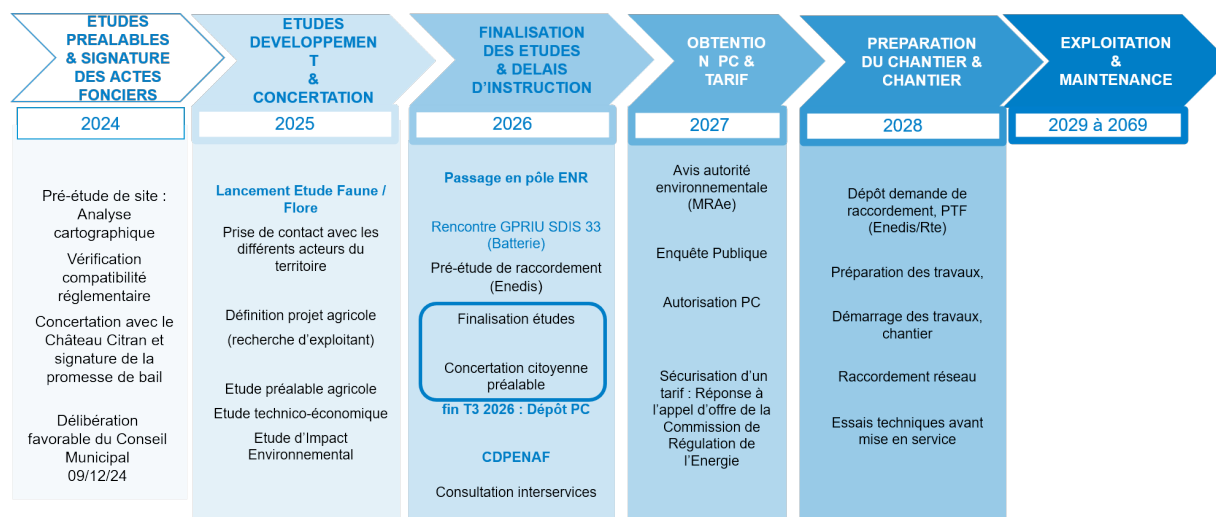 ETUDES
PREALABLES
& SIGNATURE
DES ACTES
FONCIERS
2024
Pré-étude de site :
Analyse
cartographique
Vérification
compatibilité
réglementaire
Concertation avec le
Château Citran et
signature de la
promesse de bail
Délibération
favorable du Conseil
Municipal
09/12/24
ETUDES
DEVELOPPEMEN
T
&
CONCERTATION
2025
Lancement Etude Faune /
Flore
Prise de contact avec les
différents acteurs du
territoire
Définition projet agricole
(recherche d’exploitant)
Etude préalable agricole
Etude technico-économique
Etude d’Impact
Environnemental
FINALISATION
DES ETUDES
& DELAIS
D’INSTRUCTION
2026
Passage en pôle ENR
Rencontre GPRIU SDIS 33
(Batterie)
Pré-étude de raccordement
(Enedis)
Finalisation études
Concertation citoyenne
préalable
fin T3 2026 : Dépôt PC
CDPENAF
Consultation interservices
OBTENTIO
N PC &
TARIF
2027
Avis autorité
environnementale
(MRAe)
Enquête Publique
Autorisation PC
Sécurisation d’un
tarif : Réponse à
l’appel d’offre de la
Commission de
Régulation de
l’Energie
PREPARATION
DU CHANTIER &
CHANTIER
2028
Dépôt demande de
raccordement, PTF
(Enedis/Rte)
Préparation des travaux,
Démarrage des travaux,
chantier
Raccordement réseau
Essais techniques avant
mise en service
EXPLOITATION
&
MAINTENANCE
2029 à 2069